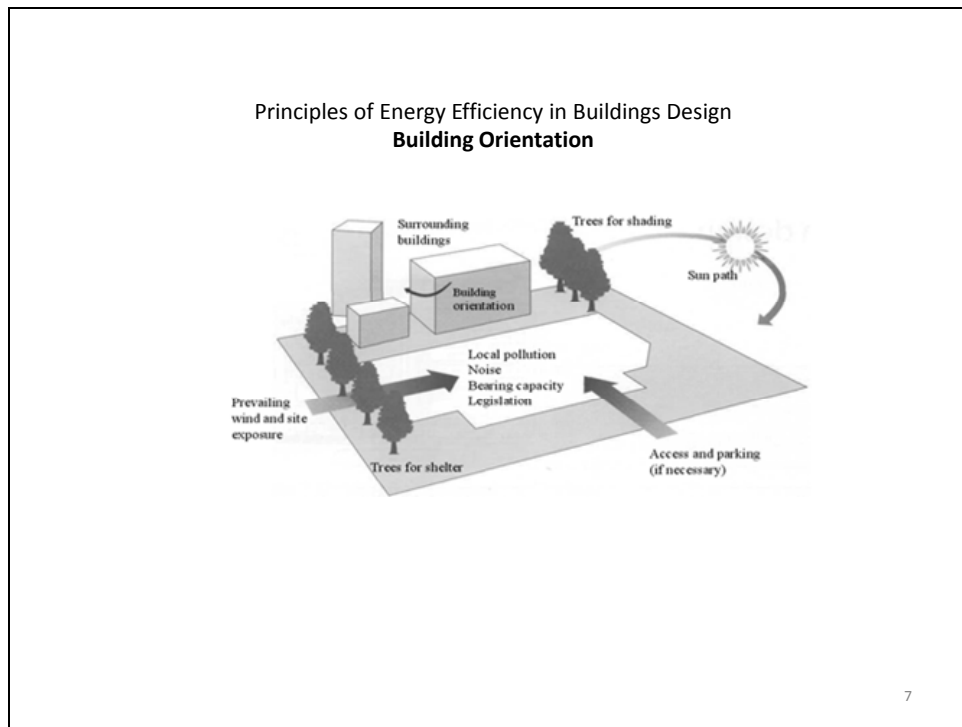 Principles of Energy Efficiency in Buildings Design
Building Orientation
Trees for shading
Surrounding
buildings
Sun path
Building
orientation
Local pollution
Noise
Bearing capacity
Legislation
Prevailing
wind and site
exposure
Access and parking
(if necessary)
Trees for shelter
7